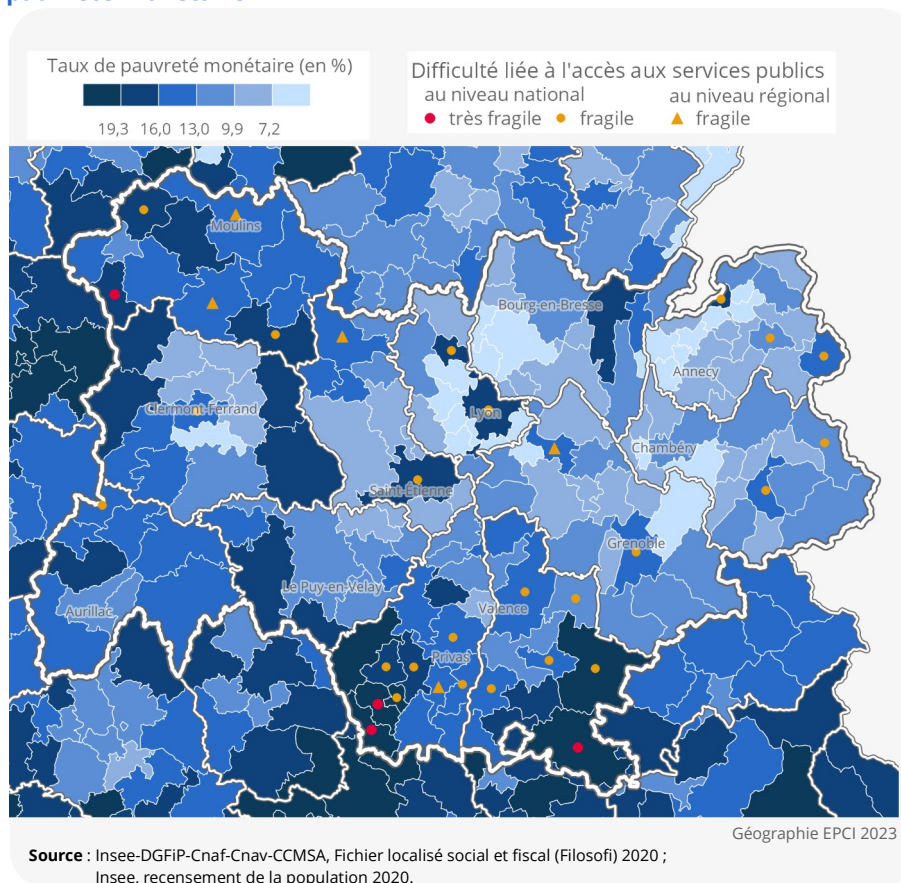 Taux de pauvreté monétaire (en %)
19,3 16,0 13,0 9,9 7,2
Difficulté liée à l'accès aux services publics
au niveau national
au niveau régional
très fragile
fragile
fragile
Moulins
Bourg-en-Bresse
Annecy
Clermont-Ferrand
Lyon
Chambéry
Saint-Étienne
Grenoble
Le Puy-en-Velay
Valence
Aurillac
Privas
Géographie EPCI 2023
Source : Insee-DGFiP-Cnaf-Cnav-CCMSA, Fichier localisé social et fiscal (Filosofi) 2020 ;
Insee, recensement de la population 2020.